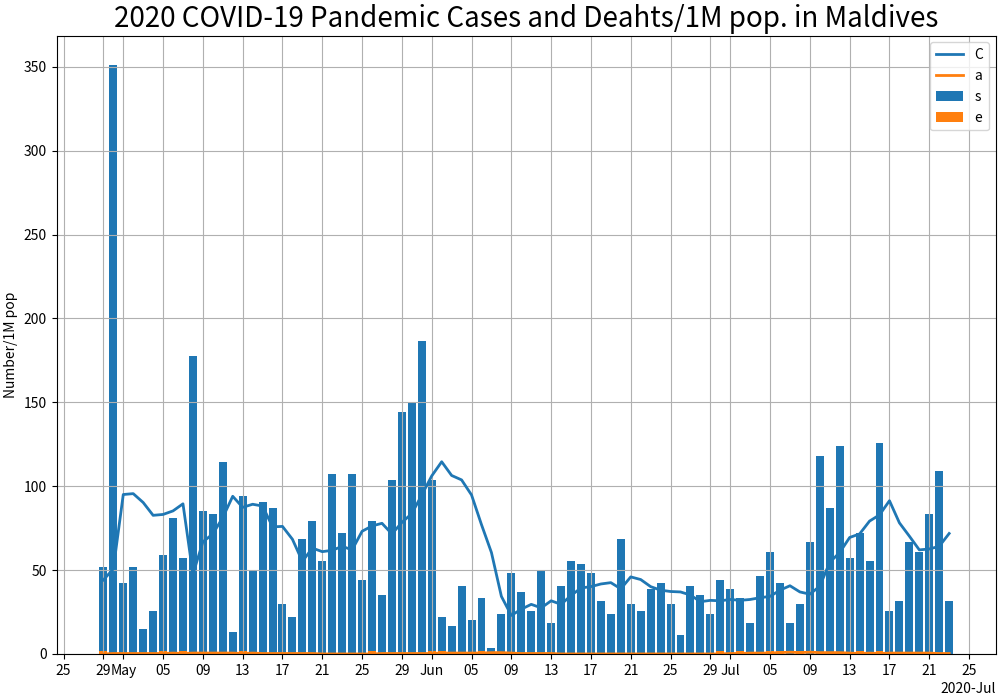 2020 COVID-19 Pandemic Cases and Deahts/1M pop. in Maldives
C
a
s
e
Number/1M pop
350
300
250
200
150
100
50
0
25 29 May 05 09 13 17 21 25 29 Jun 05 09 13 17 21 25 29 Jul 05 09 13 17 21 25
2020-Jul